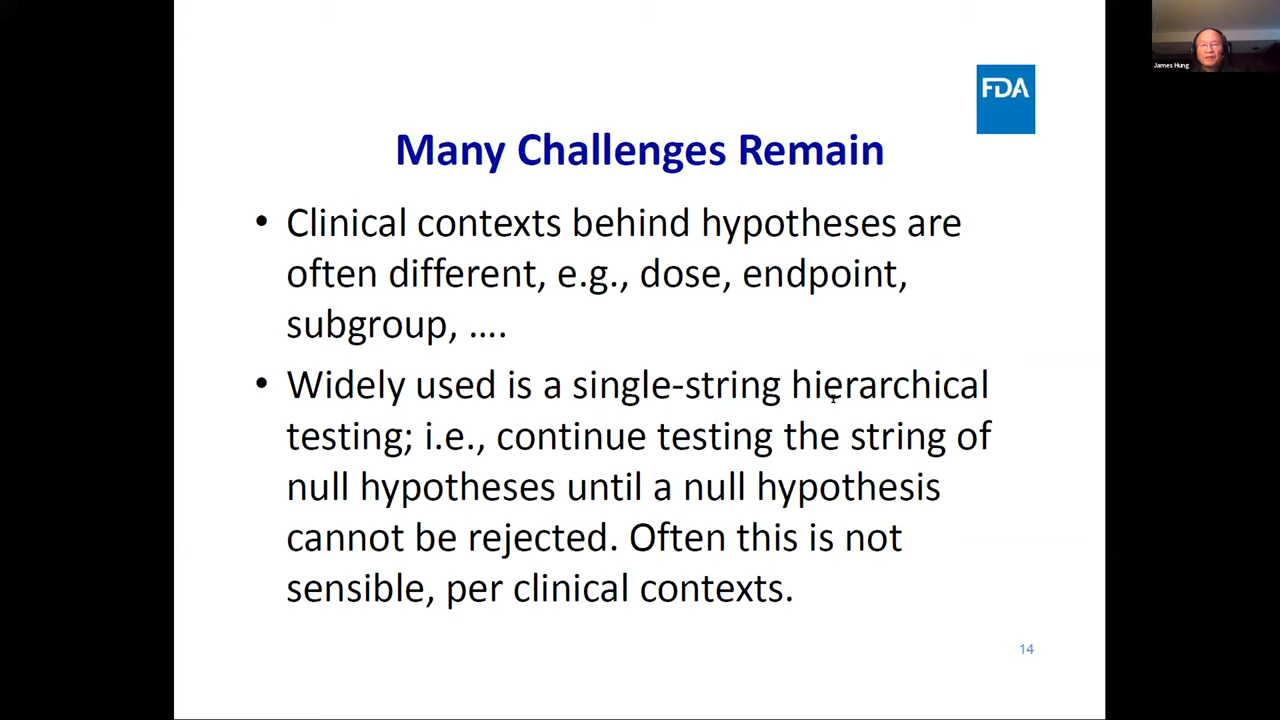 James Hung
FDA
Many Challenges Remain
• Clinical contexts behind hypotheses are
often different, e.g., dose, endpoint,
subgroup, ….
• Widely used is a single-string hierarchical
testing; i.e., continue testing the string of
null hypotheses until a null hypothesis
cannot be rejected. Often this is not
sensible, per clinical contexts.
14